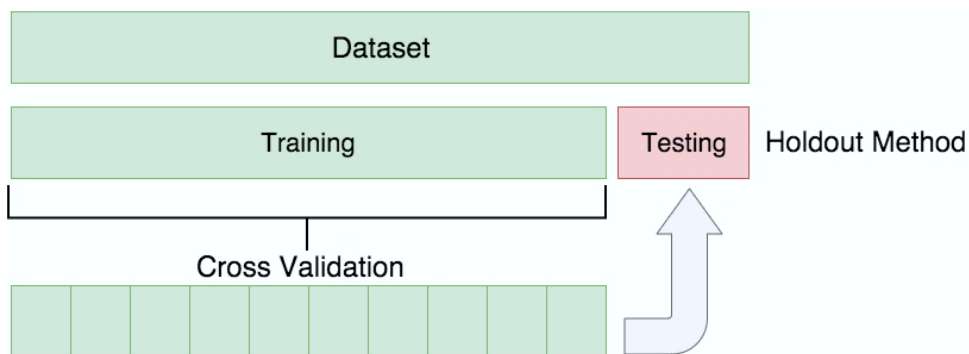 Dataset
Training
Testing
Holdout Method
Cross Validation